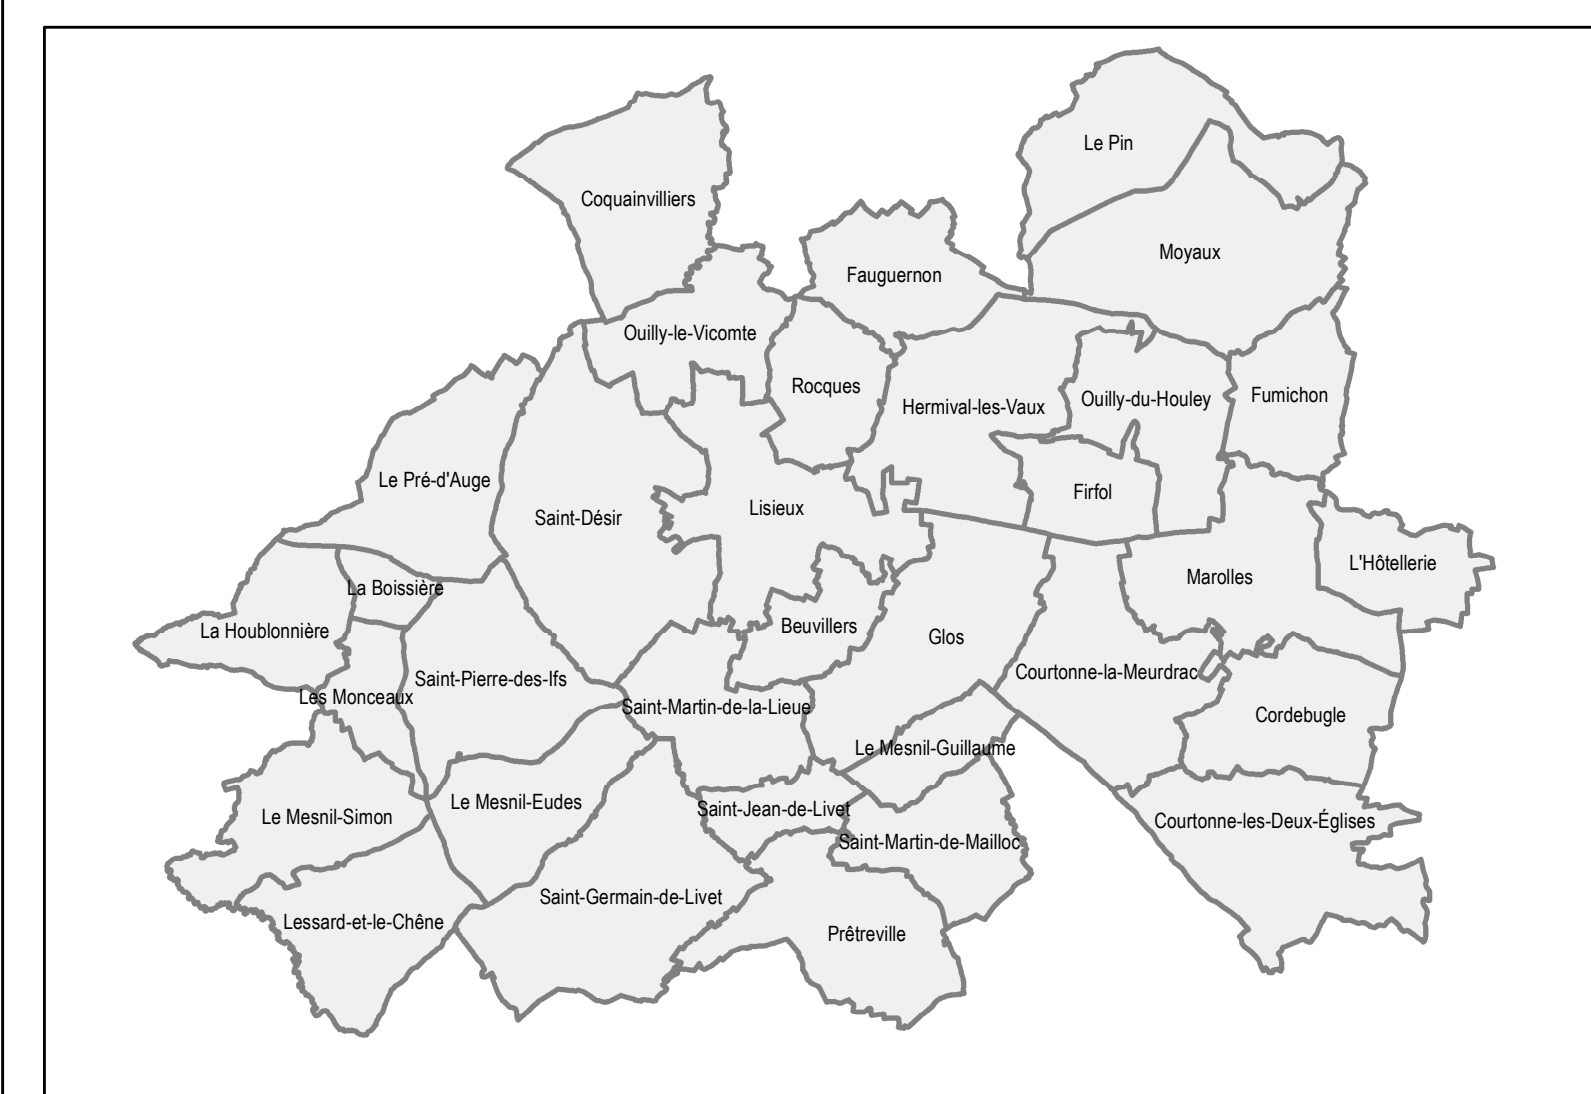 Le Pin
Coquainvilliers
Moyaux
Fauguernon
Ouilly-le-Vicomte
Rocques
Hermival-les-Vaux
Ouilly-du-Houley
Fumichon
Le Pré-d'Auge
Firfol
Saint-Désir
Lisieux
L'Hôtellerie
Marolles
La Boissière
La Houblonnière
Beuvillers
Glos
Courtonne-la-Meurdrac
Saint-Pierre-des-Ifs
Les Monceaux
Saint-Martin-de-la-Lieue
Cordebugle
Le Mesnil-Guillaume
Le Mesnil-Eudes
Saint-Jean-de-Livet
Le Mesnil-Simon
Courtonne-les-Deux-Églises
Saint-Martin-de-Mailloc
Saint-Germain-de-Livet
Lessard-et-le-Chêne
Prêtreville